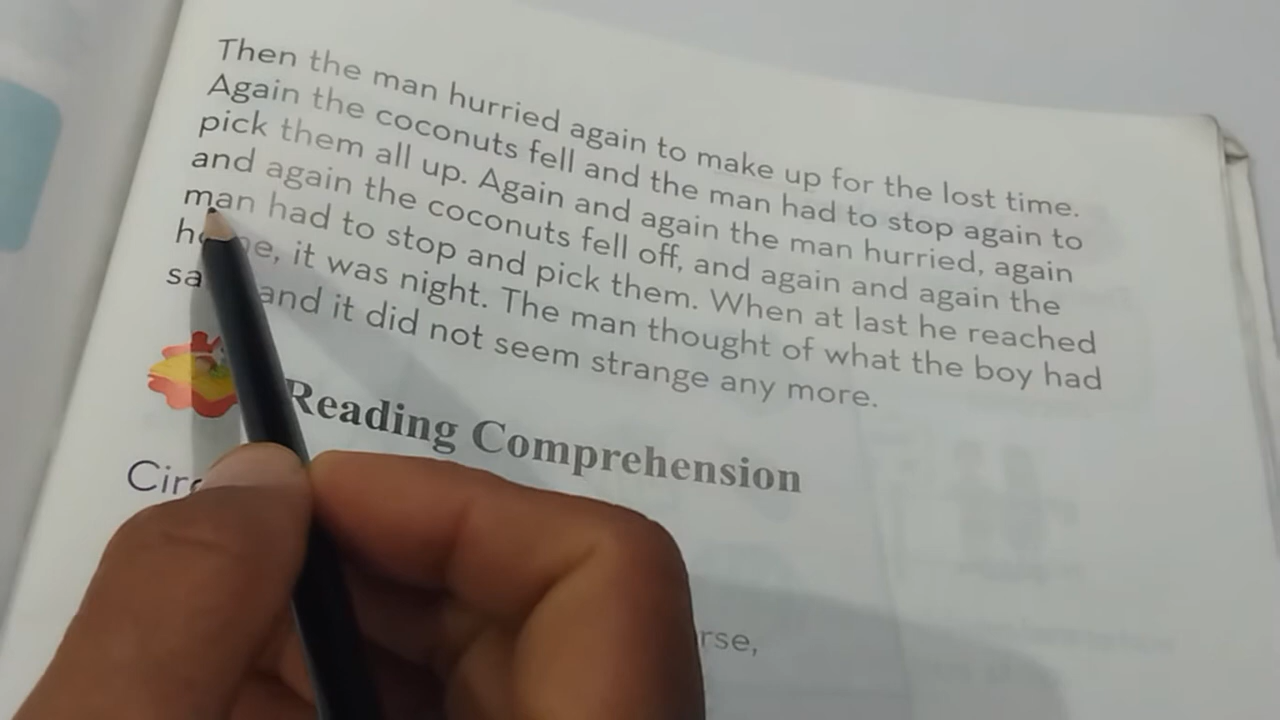 Then the man hurried again to make up for the lost time.
Again the coconuts fell and the man had to stop again to
pick them all up. Again and again the man hurried, again
and again the coconuts fell off, and again and again the
man had to stop and pick them. When at last he reached
it was night. The man thought of what the boy had
and it did not seem strange any more.
Reading Comprehension